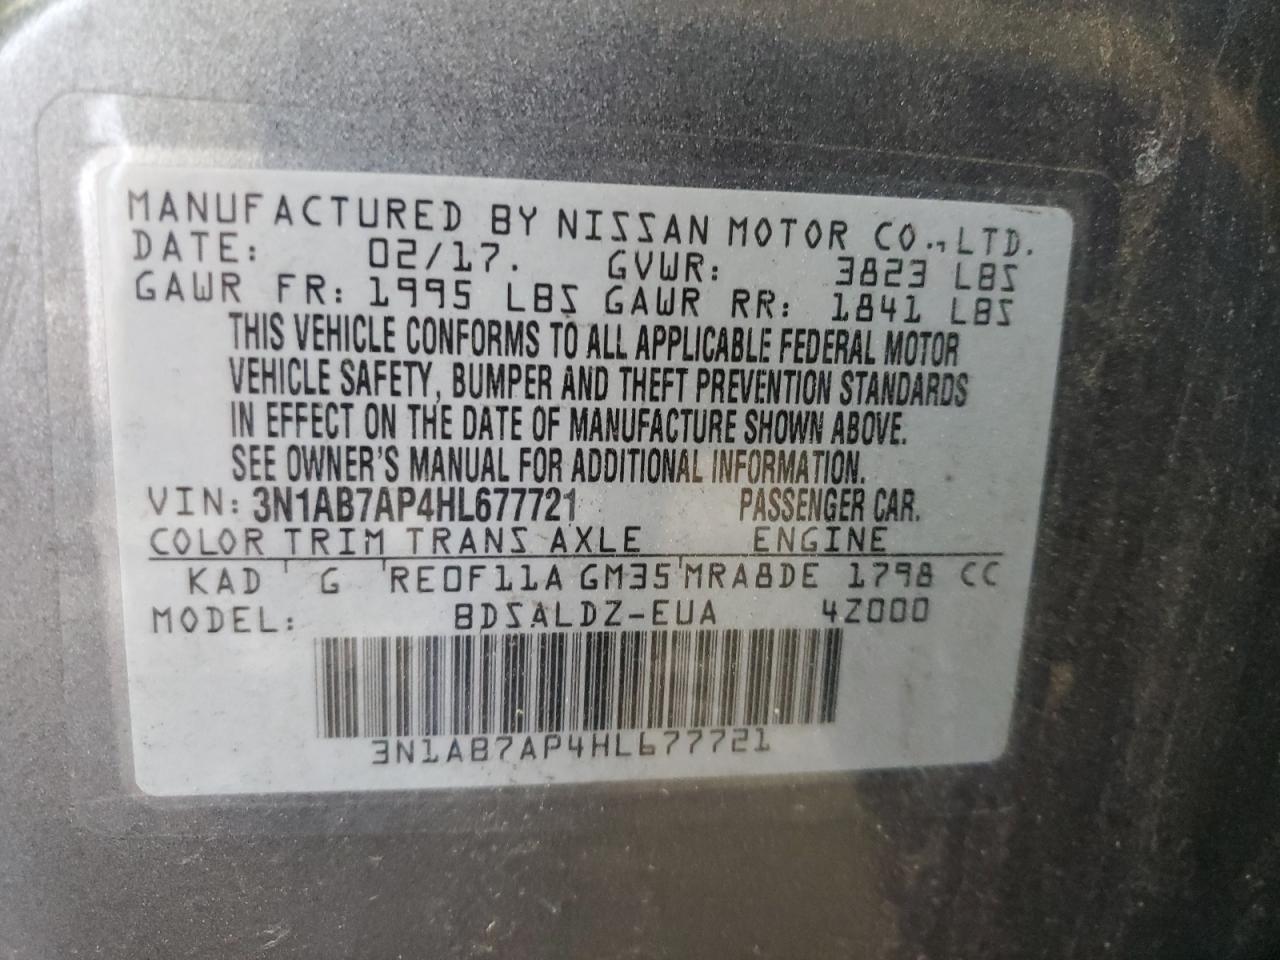 MANUFACTURED BY NISSAN MOTOR CO., LTD.
DATE: 02/17. GVWR: 3823 LBS
GAWR FR: 1995 LBS GAWR RR: 1841 LBS
THIS VEHICLE CONFORMS TO ALL APPLICABLE FEDERAL MOTOR
VEHICLE SAFETY, BUMPER AND THEFT PREVENTION STANDARDS
IN EFFECT ON THE DATE OF MANUFACTURE SHOWN ABOVE.
SEE OWNER'S MANUAL FOR ADDITIONAL INFORMATION.
VIN: 3N1AB7AP4HL677721 PASSENGER CAR.
COLOR TRIM TRANS AXLE ENGINE
KAD G RE0F11A GM35 MRA8DE 1798 CC
MODEL: BDSALDZ-EUA 4Z000
3N1AB7AP4HL677721